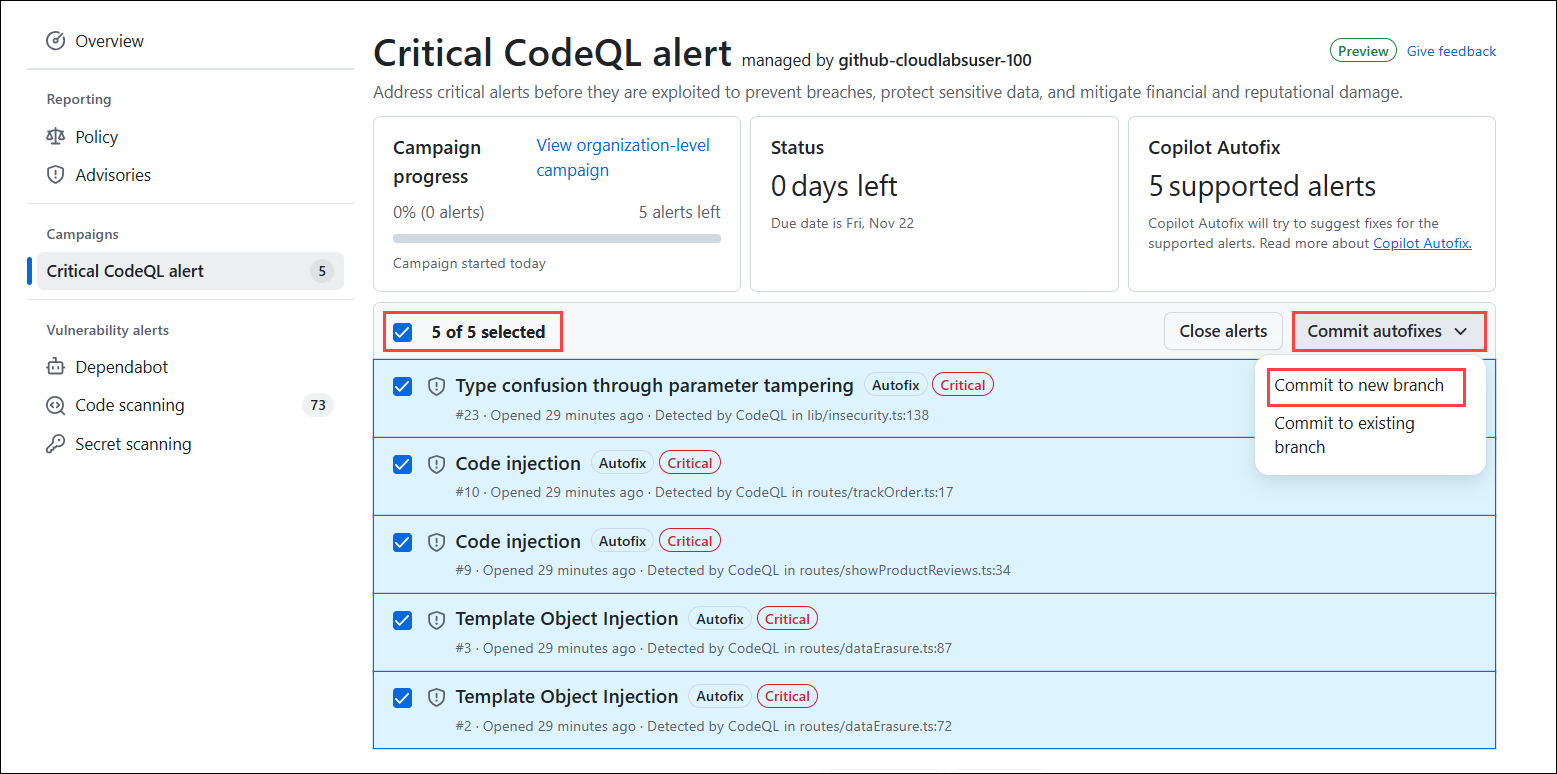 Overview
Reporting
Policy
Advisories
Campaigns
Critical CodeQL alert 5
Vulnerability alerts
Dependabot
Code scanning 73
Secret scanning
Critical CodeQL alert managed by github-cloudlabsuser-100
Preview Give feedback
Address critical alerts before they are exploited to prevent breaches, protect sensitive data, and mitigate financial and reputational damage.
Campaign
progress
View organization-level
campaign
0% (0 alerts) 5 alerts left
Campaign started today
Status
0 days left
Due date is Fri, Nov 22
Copilot Autofix
5 supported alerts
Copilot Autofix will try to suggest fixes for the
supported alerts. Read more about Copilot Autofix.
5 of 5 selected
Close alerts
Commit autofixes
Commit to new branch
Commit to existing
branch
Type confusion through parameter tampering Autofix Critical
#23 · Opened 29 minutes ago · Detected by CodeQL in lib/insecurity.ts:138
Code injection Autofix Critical
#10 · Opened 29 minutes ago · Detected by CodeQL in routes/trackOrder.ts:17
Code injection Autofix Critical
#9 · Opened 29 minutes ago · Detected by CodeQL in routes/showProductReviews.ts:34
Template Object Injection Autofix Critical
#3 · Opened 29 minutes ago · Detected by CodeQL in routes/dataErasure.ts:87
Template Object Injection Autofix Critical
#2 · Opened 29 minutes ago · Detected by CodeQL in routes/dataErasure.ts:72